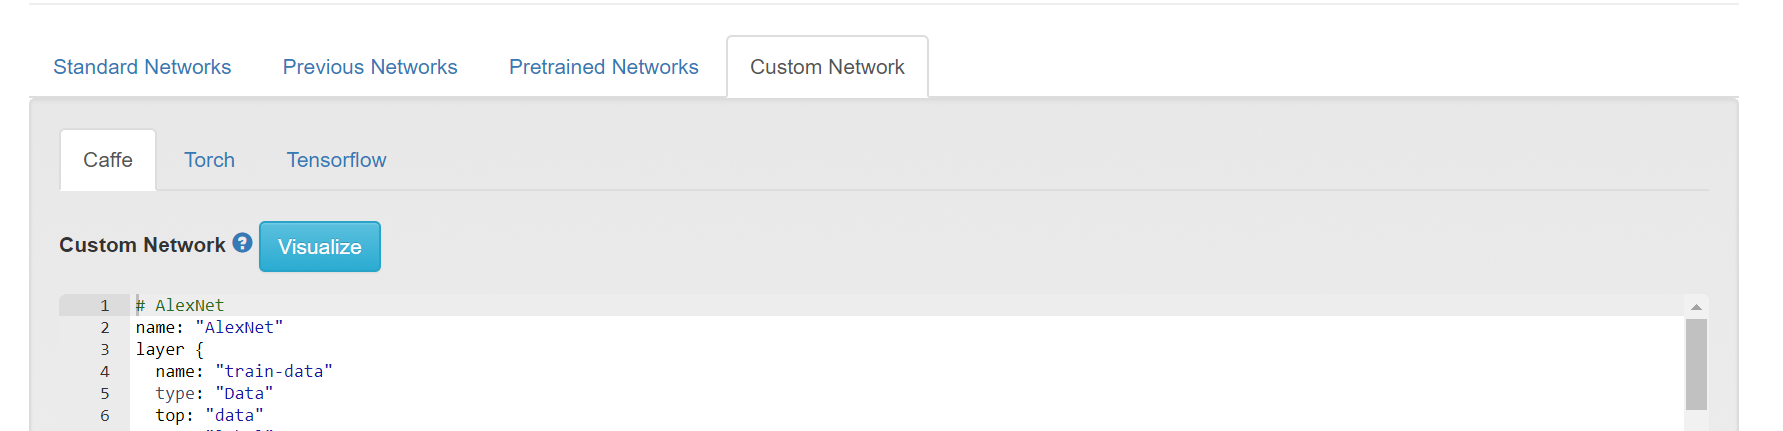 Standard Networks Previous Networks Pretrained Networks Custom Network
Caffe Torch Tensorflow
Custom Network ? Visualize
1 # AlexNet
2 name: "AlexNet"
3 layer {
4 name: "train-data"
5 type: "Data"
6 top: "data"